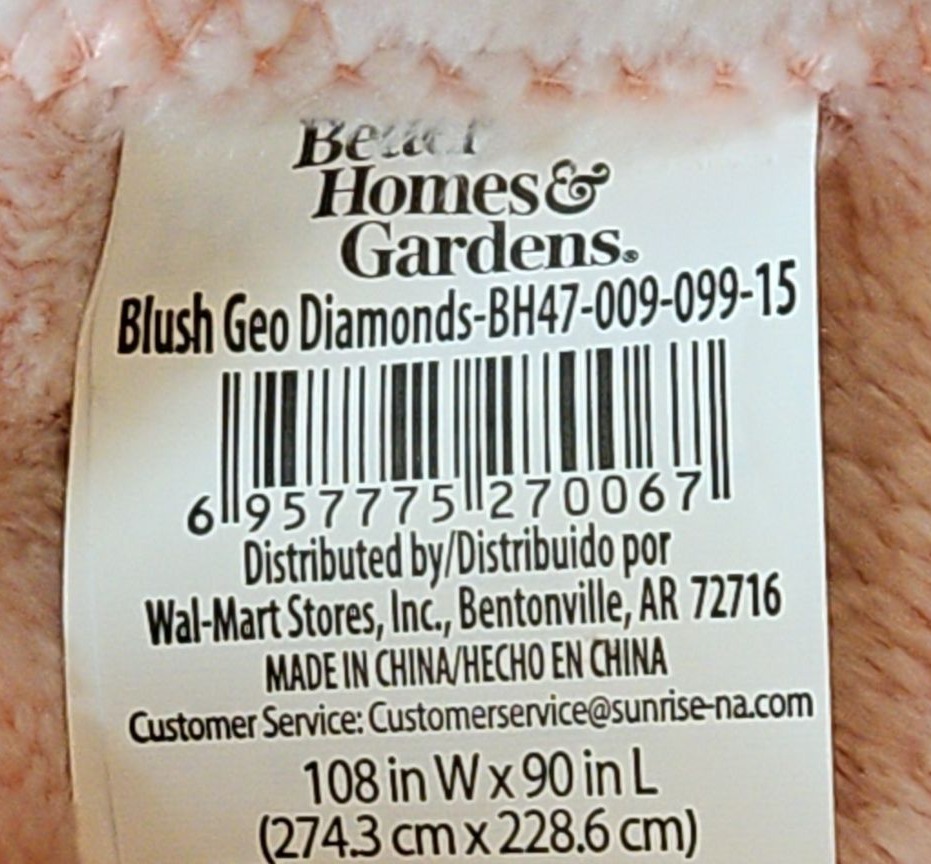 Better
Homes&
Gardens®
Blush Geo Diamonds-BH47-009-099-15
6 957775 270067
Distributed by/Distribuido por
Wal-Mart Stores, Inc., Bentonville, AR 72716
MADE IN CHINA/HECHO EN CHINA
Customer Service: Customerservice@sunrise-na.com
108 in W x 90 in L
(274.3 cm x 228.6 cm)